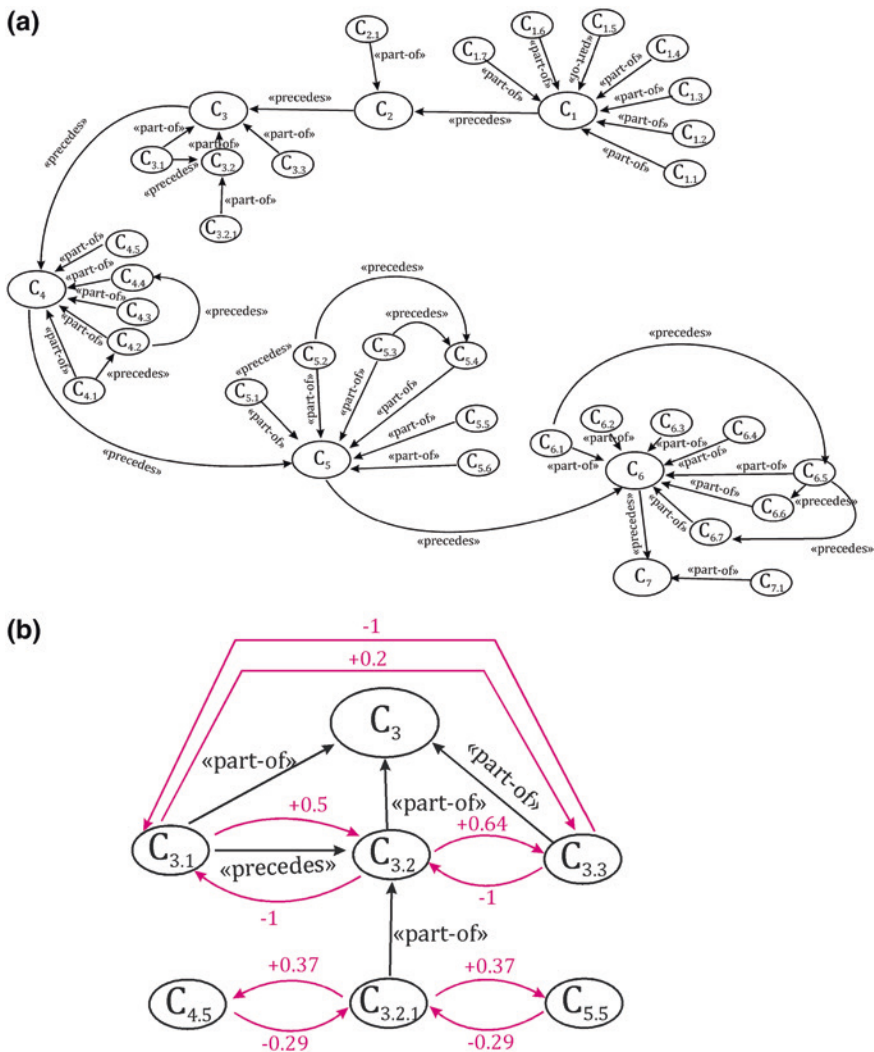 (a)
C2.1
C1.6
C1.5
C1.7
C1.4
«part-of»
«part-of»
«part-of»
«part-of»
«part-of»
C1.3
C3
«precedes»
C2
«precedes»
C1
«part-of»
C1.2
«part-of»
«part-of»
C1.1
«part-of»
«part-of»
«part-of»
C3.1
C3.2
C3.3
«precedes»
«precedes»
«part-of»
C3.2.1
C4
«part-of»
C4.5
«part-of»
C4.4
«part-of»
C4.3
«part-of»
C4.2
«precedes»
«part-of»
C4.1
«precedes»
«precedes»
«precedes»
«precedes»
«precedes»
C5.2
C5.3
C5.4
C5.1
«part-of»
«part-of»
«part-of»
«part-of»
«part-of»
C5.5
C5
«part-of»
C5.6
«precedes»
«precedes»
C6.2
C6.3
C6.4
C6.1
«part-of»
«part-of»
«part-of»
«part-of»
C6
«part-of»
C6.5
«part-of»
C6.6
«precedes»
«part-of»
C6.7
«precedes»
«precedes»
C7
«part-of»
C7.1
(b)
-1
+0.2
C3
«part-of»
«part-of»
«part-of»
+0.5
+0.64
C3.1
«precedes»
C3.2
C3.3
-1
-1
«part-of»
+0.37
+0.37
C4.5
C3.2.1
C5.5
-0.29
-0.29